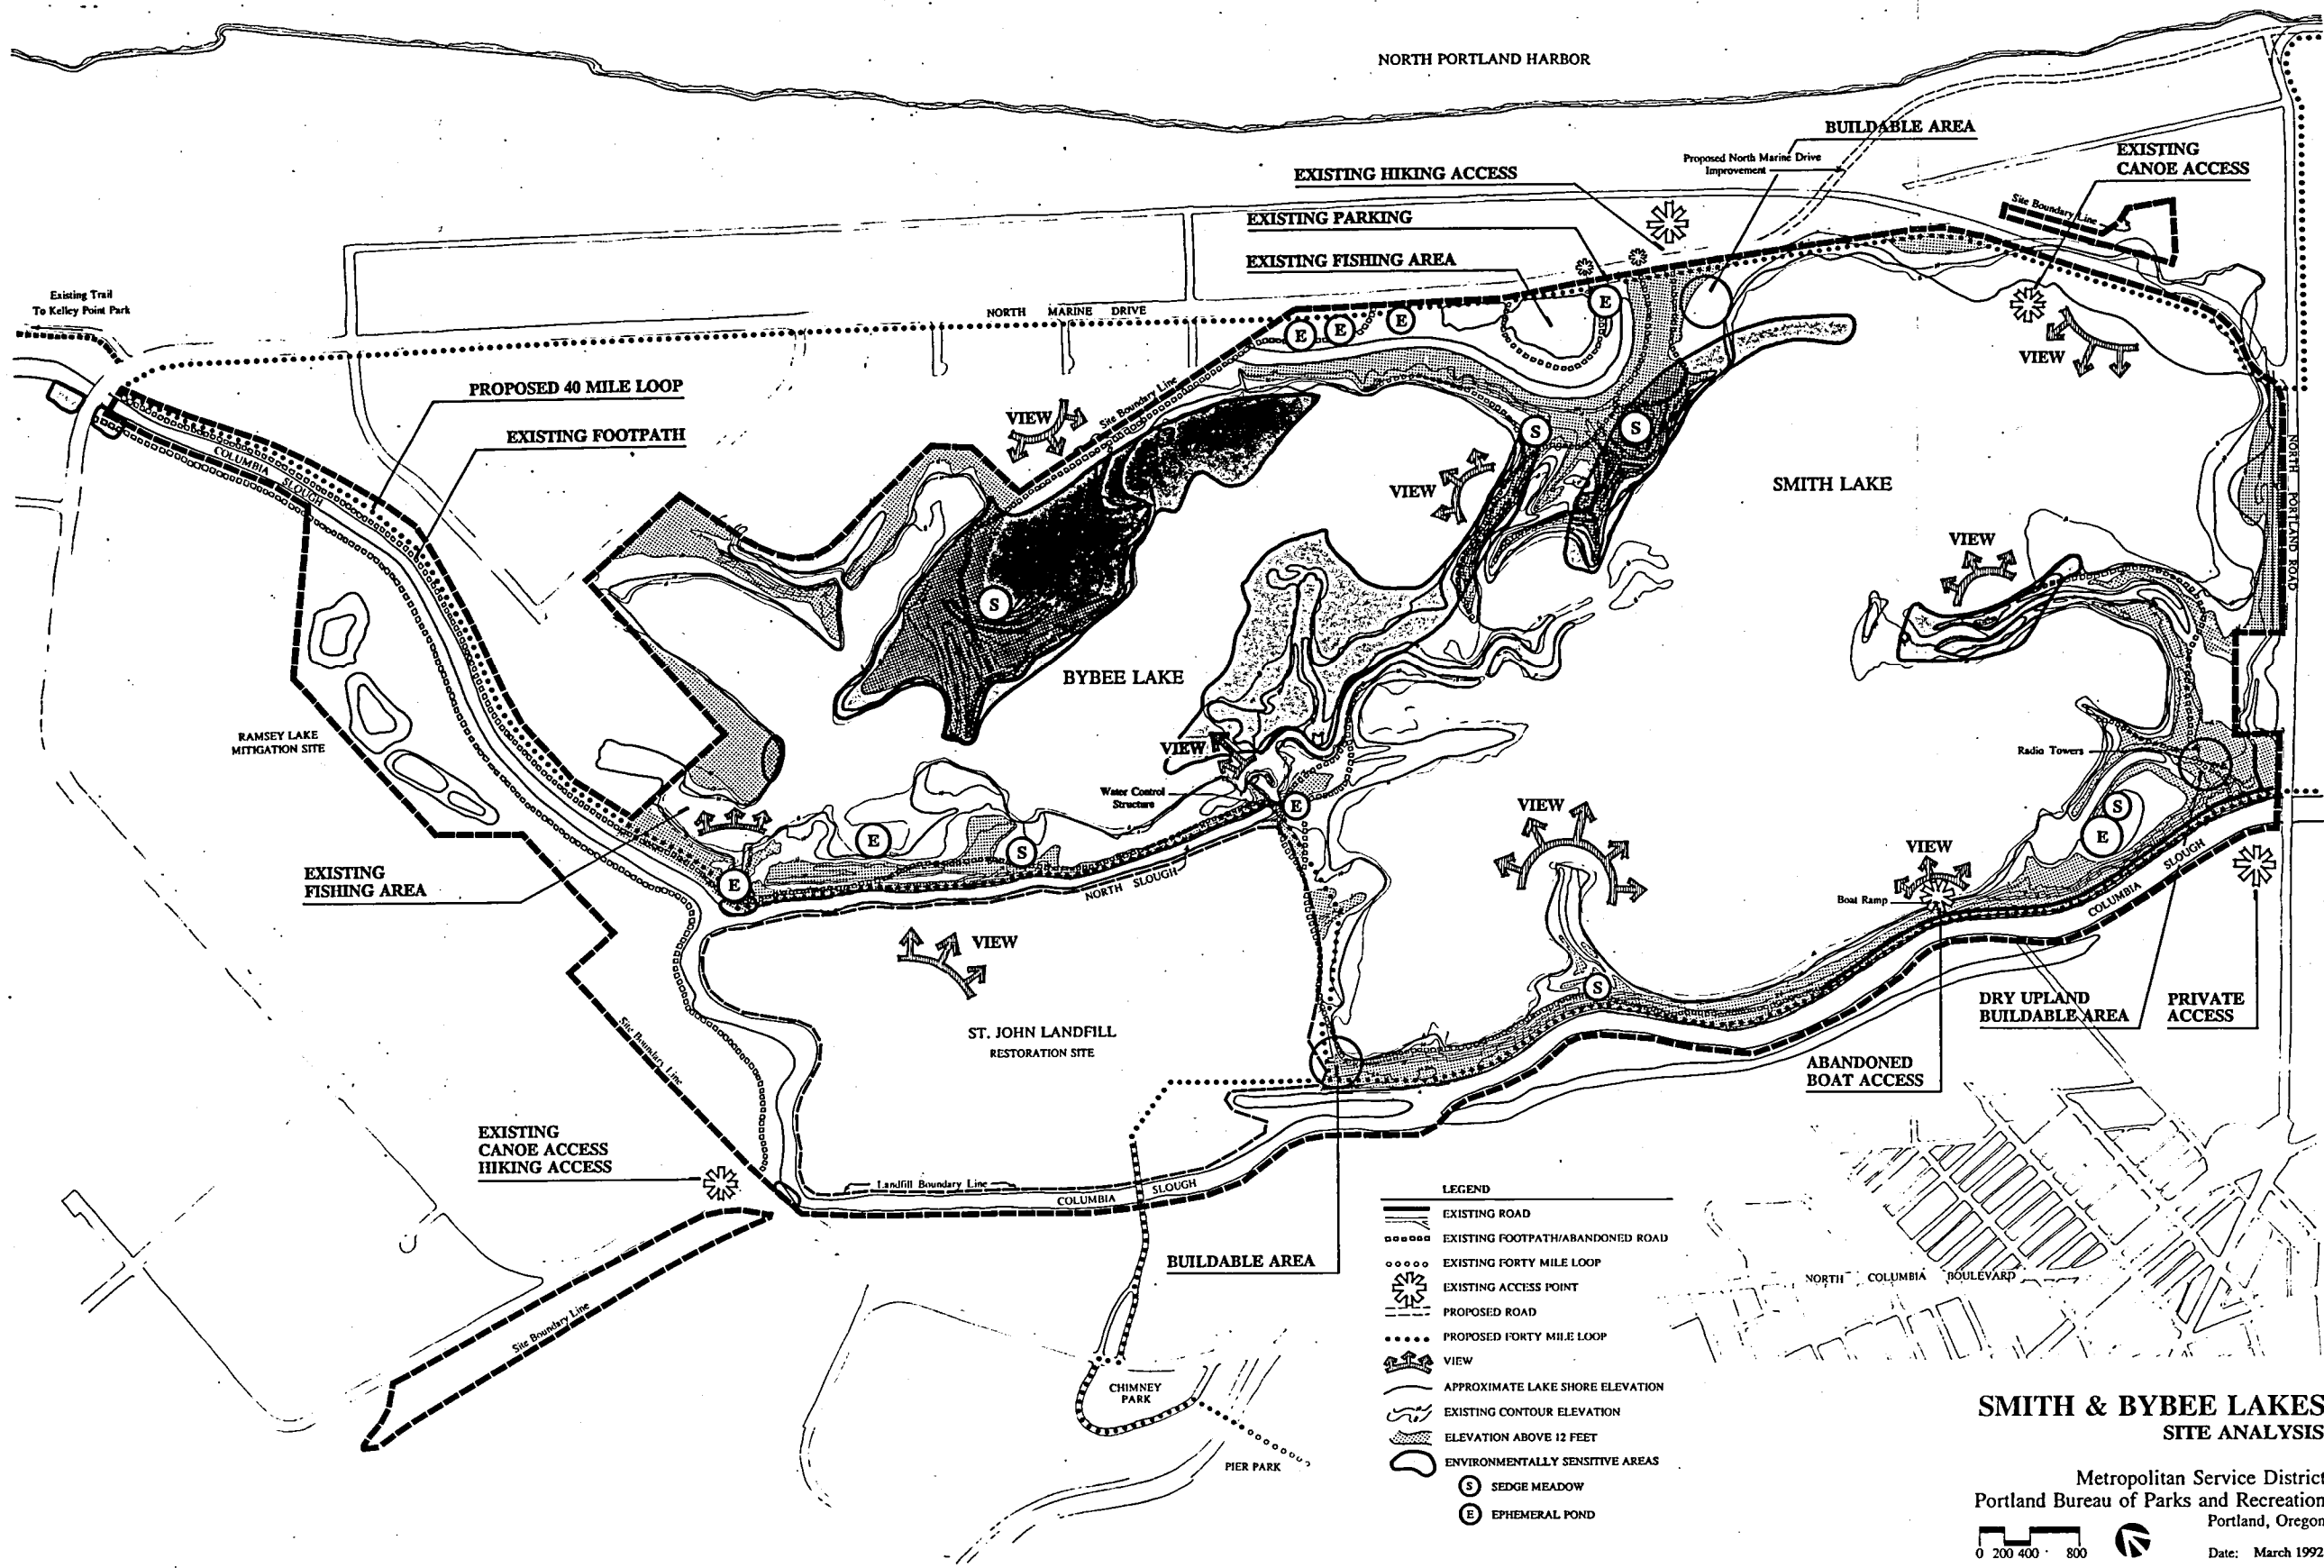 NORTH PORTLAND HARBOR
BUILDABLE AREA
Proposed North Marine Drive
Improvement
EXISTING
CANOE ACCESS
EXISTING HIKING ACCESS
Site Boundary Line
EXISTING PARKING
EXISTING FISHING AREA
E
Existing Trail
To Kelley Point Park
NORTH MARINE DRIVE
E
E
E
VIEW
PROPOSED 40 MILE LOOP
VIEW
Site Boundary Line
EXISTING FOOTPATH
S
S
COLUMBIA
SLOUGH
VIEW
SMITH LAKE
NORTH PORTLAND ROAD
VIEW
S
BYBEE LAKE
RAMSEY LAKE
MITIGATION SITE
VIEW
Radio Towers
Water Control
Structure
E
VIEW
S
E
E
S
VIEW
EXISTING
FISHING AREA
E
NORTH SLOUGH
Boat Ramp
COLUMBIA SLOUGH
VIEW
S
DRY UPLAND
BUILDABLE AREA
PRIVATE
ACCESS
ST. JOHN LANDFILL
RESTORATION SITE
Site Boundary Line
ABANDONED
BOAT ACCESS
EXISTING
CANOE ACCESS
HIKING ACCESS
Landfill Boundary Line
COLUMBIA SLOUGH
BUILDABLE AREA
Site Boundary Line
NORTH COLUMBIA BOULEVARD
CHIMNEY
PARK
PIER PARK
LEGEND
EXISTING ROAD
EXISTING FOOTPATH/ABANDONED ROAD
EXISTING FORTY MILE LOOP
EXISTING ACCESS POINT
PROPOSED ROAD
PROPOSED FORTY MILE LOOP
VIEW
APPROXIMATE LAKE SHORE ELEVATION
EXISTING CONTOUR ELEVATION
ELEVATION ABOVE 12 FEET
ENVIRONMENTALLY SENSITIVE AREAS
S SEDGE MEADOW
E EPHEMERAL POND
SMITH & BYBEE LAKES
SITE ANALYSIS
Metropolitan Service District
Portland Bureau of Parks and Recreation
Portland, Oregon
0 200 400 800
Date: March 1992